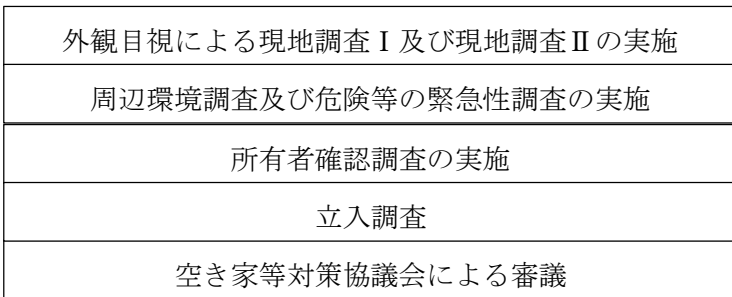 外観目視による現地調査Ⅰ及び現地調査Ⅱの実施
周辺環境調査及び危険等の緊急性調査の実施
所有者確認調査の実施
立入調査
空き家等対策協議会による審議